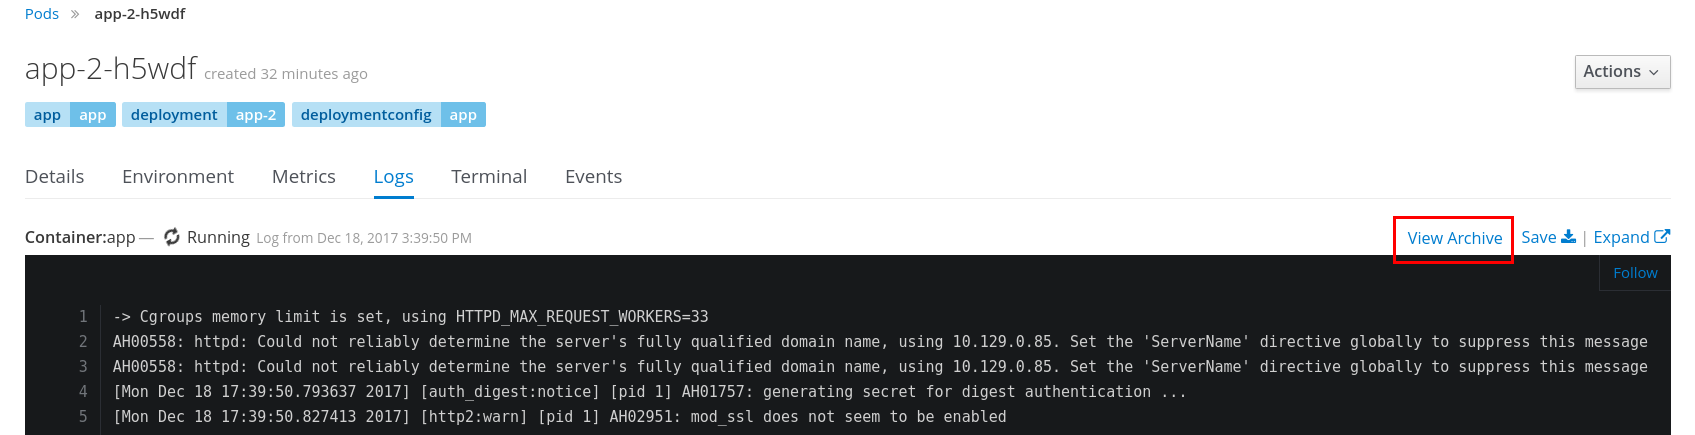 Pods » app-2-h5wdf
app-2-h5wdf created 32 minutes ago
Actions
app app deployment app-2 deploymentconfig app
Details Environment Metrics Logs Terminal Events
Container:app — Running Log from Dec 18, 2017 3:39:50 PM View Archive Save | Expand
Follow
1 -> Cgroups memory limit is set, using HTTPD_MAX_REQUEST_WORKERS=33
2 AH00558: httpd: Could not reliably determine the server's fully qualified domain name, using 10.129.0.85. Set the 'ServerName' directive globally to suppress this message
3 AH00558: httpd: Could not reliably determine the server's fully qualified domain name, using 10.129.0.85. Set the 'ServerName' directive globally to suppress this message
4 [Mon Dec 18 17:39:50.793637 2017] [auth_digest:notice] [pid 1] AH01757: generating secret for digest authentication ...
5 [Mon Dec 18 17:39:50.827413 2017] [http2:warn] [pid 1] AH02951: mod_ssl does not seem to be enabled